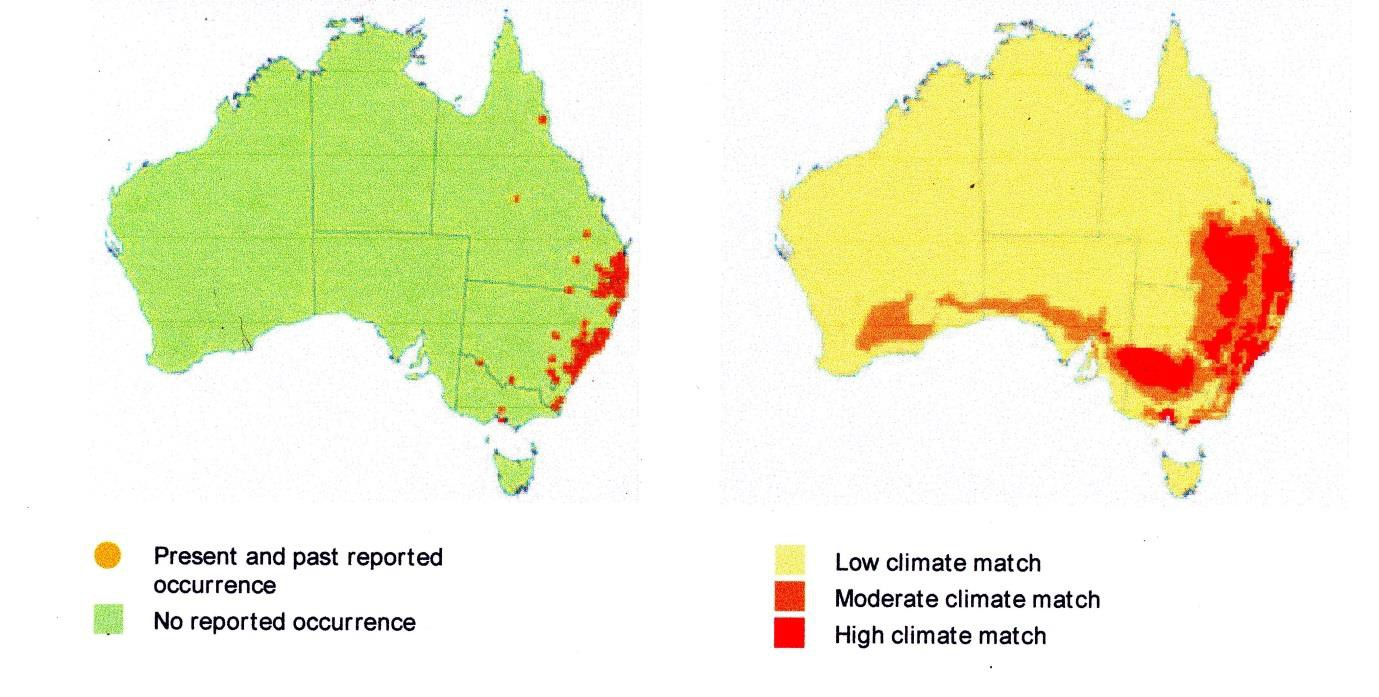 Present and past reported
occurrence
No reported occurrence
Low climate match
Moderate climate match
High climate match